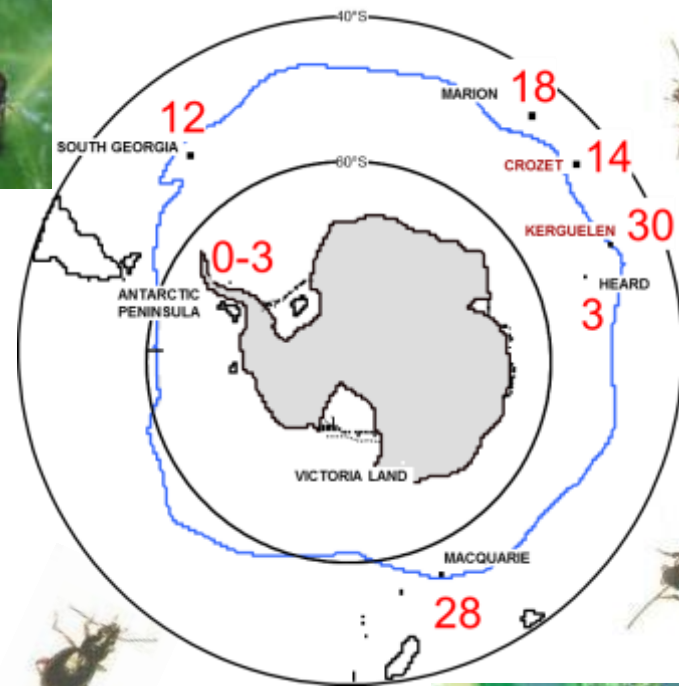 40°S
MARION
18
12
SOUTH GEORGIA
60°S
CROZET
14
KERGUELEN
30
0-3
HEARD
ANTARCTIC
PENINSULA
3
VICTORIA LAND
MACQUARIE
28